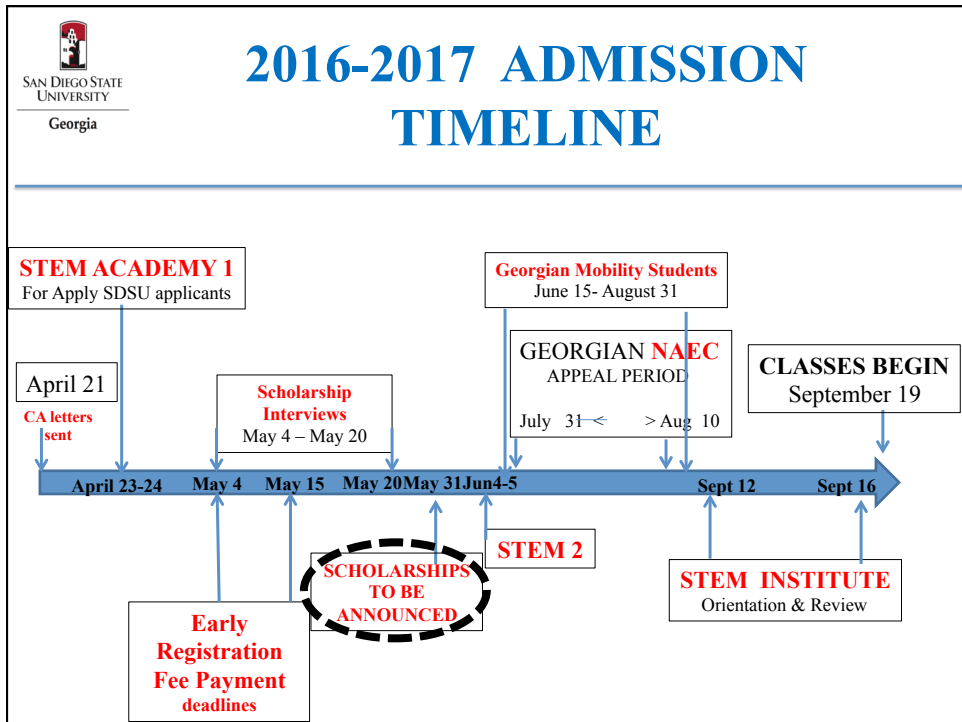 SAN DIEGO STATE
UNIVERSITY
Georgia
2016-2017 ADMISSION
TIMELINE
STEM ACADEMY 1
For Apply SDSU applicants
Georgian Mobility Students
June 15- August 31
April 21
CA letters
sent
Scholarship
Interviews
May 4 – May 20
GEORGIAN NAEC
APPEAL PERIOD
July 31 < > Aug 10
CLASSES BEGIN
September 19
April 23-24 May 4 May 15 May 20 May 31 Jun4-5 Sept 12 Sept 16
STEM 2
SCHOLARSHIPS
TO BE
ANNOUNCED
STEM INSTITUTE
Orientation & Review
Early
Registration
Fee Payment
deadlines